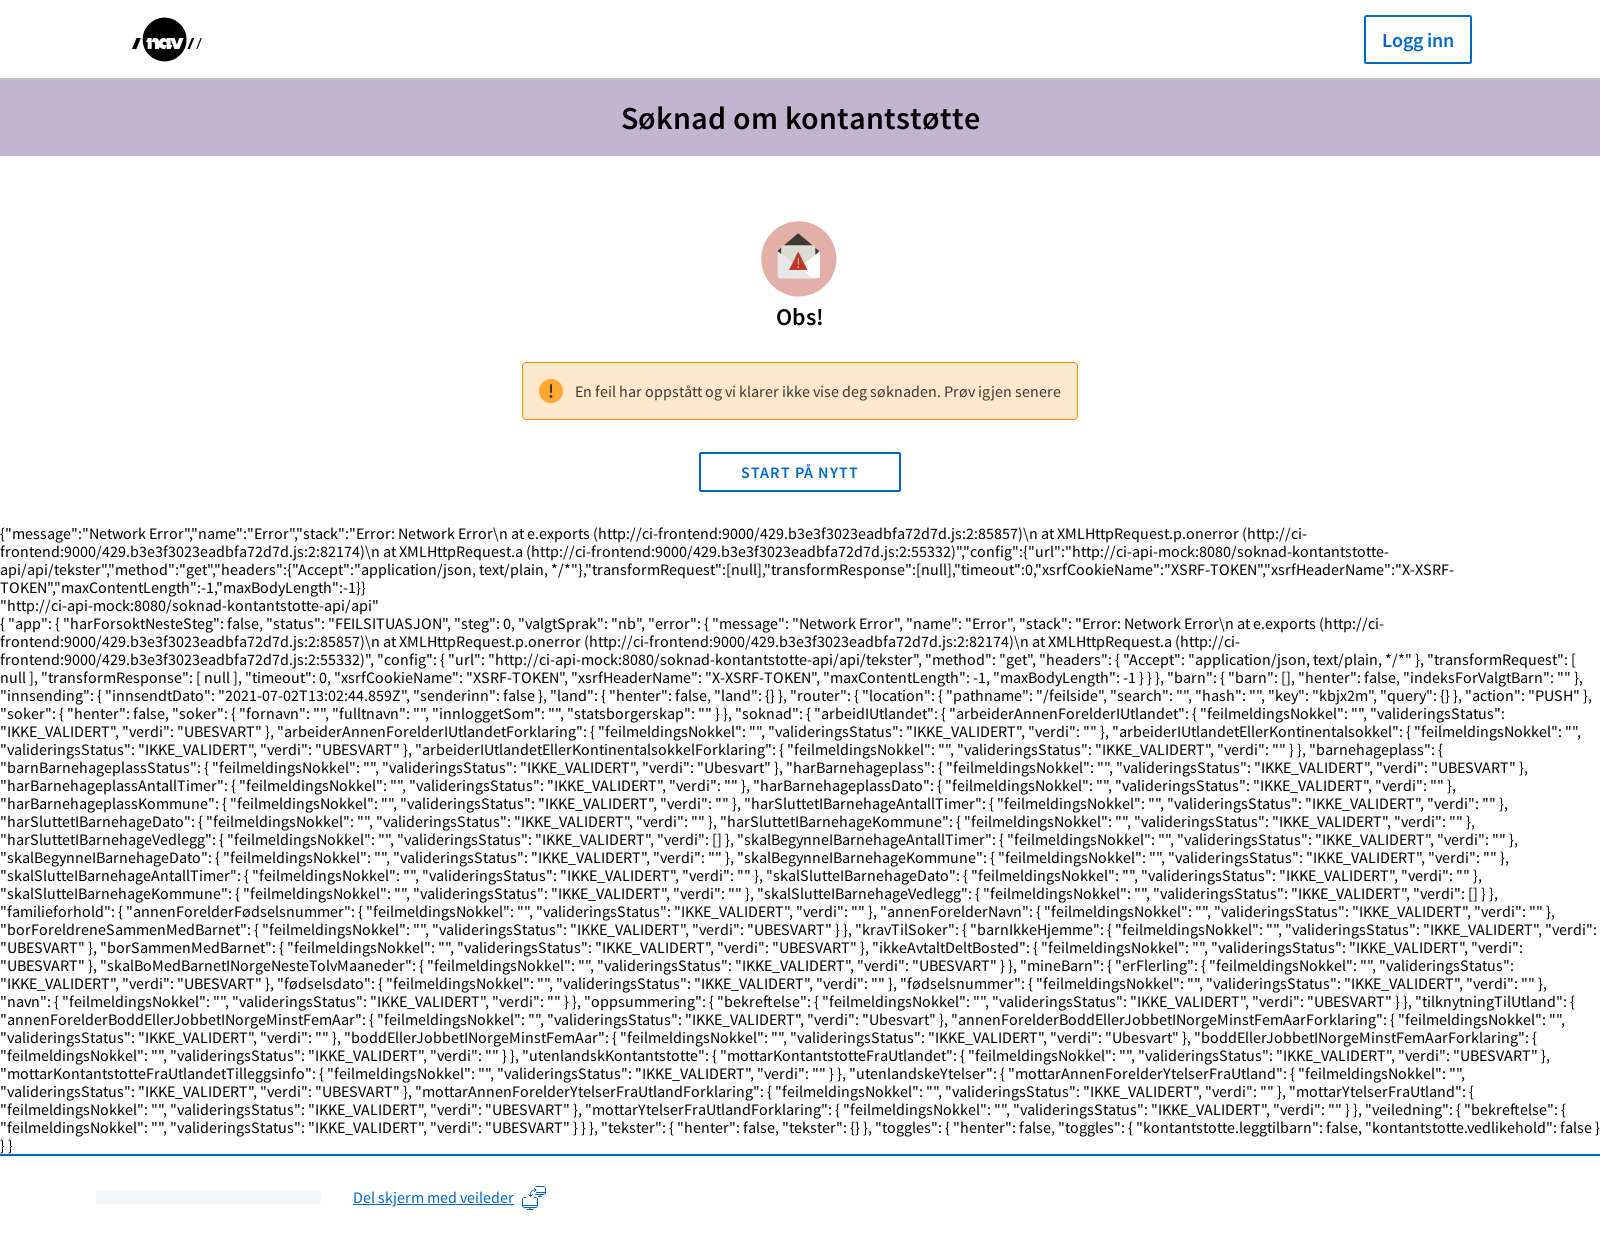 nav
Logg inn
Søknad om kontantstøtte
Obs!
En feil har oppstått og vi klarer ikke vise deg søknaden. Prøv igjen senere
START PÅ NYTT
{"message":"Network Error","name":"Error","stack":"Error: Network Error\n at e.exports (http://ci-frontend:9000/429.b3e3f3023eadbfa72d7d.js:2:85857)\n at XMLHttpRequest.p.onerror (http://ci-
frontend:9000/429.b3e3f3023eadbfa72d7d.js:2:82174)\n at XMLHttpRequest.a (http://ci-frontend:9000/429.b3e3f3023eadbfa72d7d.js:2:55332)","config":{"url":"http://ci-api-mock:8080/soknad-kontantstotte-
api/api/tekster","method":"get","headers":{"Accept":"application/json, text/plain, */*"},"transformRequest":[null],"transformResponse":[null],"timeout":0,"xsrfCookieName":"XSRF-TOKEN","xsrfHeaderName":"X-XSRF-
TOKEN","maxContentLength":-1,"maxBodyLength":-1}}
"http://ci-api-mock:8080/soknad-kontantstotte-api/api"
{ "app": { "harForsoktNesteSteg": false, "status": "FEILSITUASJON", "steg": 0, "valgtSprak": "nb", "error": { "message": "Network Error", "name": "Error", "stack": "Error: Network Error\n at e.exports (http://ci-
frontend:9000/429.b3e3f3023eadbfa72d7d.js:2:85857)\n at XMLHttpRequest.p.onerror (http://ci-frontend:9000/429.b3e3f3023eadbfa72d7d.js:2:82174)\n at XMLHttpRequest.a (http://ci-
frontend:9000/429.b3e3f3023eadbfa72d7d.js:2:55332)", "config": { "url": "http://ci-api-mock:8080/soknad-kontantstotte-api/api/tekster", "method": "get", "headers": { "Accept": "application/json, text/plain, */*" }, "transformRequest": [
null ], "transformResponse": [ null ], "timeout": 0, "xsrfCookieName": "XSRF-TOKEN", "xsrfHeaderName": "X-XSRF-TOKEN", "maxContentLength": -1, "maxBodyLength": -1 } } }, "barn": { "barn": [], "henter": false, "indeksForValgtBarn": "" },
"innsending": { "innsendtDato": "2021-07-02T13:02:44.859Z", "senderinn": false }, "land": { "henter": false, "land": {} }, "router": { "location": { "pathname": "/feilside", "search": "", "hash": "", "key": "kbjx2m", "query": {} }, "action": "PUSH" },
"soker": { "henter": false, "soker": { "fornavn": "", "fulltnavn": "", "innloggetSom": "", "statsborgerskap": "" } }, "soknad": { "arbeidIUtlandet": { "arbeiderAnnenForelderIUtlandet": { "feilmeldingsNokkel": "", "valideringsStatus":
"IKKE_VALIDERT", "verdi": "UBESVART" }, "arbeiderAnnenForelderIUtlandetForklaring": { "feilmeldingsNokkel": "", "valideringsStatus": "IKKE_VALIDERT", "verdi": "" }, "arbeiderIUtlandetEllerKontinentalsokkel": { "feilmeldingsNokkel": "",
"valideringsStatus": "IKKE_VALIDERT", "verdi": "UBESVART" }, "arbeiderIUtlandetEllerKontinentalsokkelForklaring": { "feilmeldingsNokkel": "", "valideringsStatus": "IKKE_VALIDERT", "verdi": "" } }, "barnehageplass": {
"barnBarnehageplassStatus": { "feilmeldingsNokkel": "", "valideringsStatus": "IKKE_VALIDERT", "verdi": "Ubesvart" }, "harBarnehageplass": { "feilmeldingsNokkel": "", "valideringsStatus": "IKKE_VALIDERT", "verdi": "UBESVART" },
"harBarnehageplassAntallTimer": { "feilmeldingsNokkel": "", "valideringsStatus": "IKKE_VALIDERT", "verdi": "" }, "harBarnehageplassDato": { "feilmeldingsNokkel": "", "valideringsStatus": "IKKE_VALIDERT", "verdi": "" },
"harBarnehageplassKommune": { "feilmeldingsNokkel": "", "valideringsStatus": "IKKE_VALIDERT", "verdi": "" }, "harSluttetIBarnehageAntallTimer": { "feilmeldingsNokkel": "", "valideringsStatus": "IKKE_VALIDERT", "verdi": "" },
"harSluttetIBarnehageDato": { "feilmeldingsNokkel": "", "valideringsStatus": "IKKE_VALIDERT", "verdi": "" }, "harSluttetIBarnehageKommune": { "feilmeldingsNokkel": "", "valideringsStatus": "IKKE_VALIDERT", "verdi": "" },
"harSluttetIBarnehageVedlegg": { "feilmeldingsNokkel": "", "valideringsStatus": "IKKE_VALIDERT", "verdi": [] }, "skalBegynneIBarnehageAntallTimer": { "feilmeldingsNokkel": "", "valideringsStatus": "IKKE_VALIDERT", "verdi": "" },
"skalBegynneIBarnehageDato": { "feilmeldingsNokkel": "", "valideringsStatus": "IKKE_VALIDERT", "verdi": "" }, "skalBegynneIBarnehageKommune": { "feilmeldingsNokkel": "", "valideringsStatus": "IKKE_VALIDERT", "verdi": "" },
"skalSlutteIBarnehageAntallTimer": { "feilmeldingsNokkel": "", "valideringsStatus": "IKKE_VALIDERT", "verdi": "" }, "skalSlutteIBarnehageDato": { "feilmeldingsNokkel": "", "valideringsStatus": "IKKE_VALIDERT", "verdi": "" },
"skalSlutteIBarnehageKommune": { "feilmeldingsNokkel": "", "valideringsStatus": "IKKE_VALIDERT", "verdi": "" }, "skalSlutteIBarnehageVedlegg": { "feilmeldingsNokkel": "", "valideringsStatus": "IKKE_VALIDERT", "verdi": [] } },
"familieforhold": { "annenForelderFødselsnummer": { "feilmeldingsNokkel": "", "valideringsStatus": "IKKE_VALIDERT", "verdi": "" }, "annenForelderNavn": { "feilmeldingsNokkel": "", "valideringsStatus": "IKKE_VALIDERT", "verdi": "" },
"borForeldreneSammenMedBarnet": { "feilmeldingsNokkel": "", "valideringsStatus": "IKKE_VALIDERT", "verdi": "UBESVART" } }, "kravTilSoker": { "barnIkkeHjemme": { "feilmeldingsNokkel": "", "valideringsStatus": "IKKE_VALIDERT", "verdi":
"UBESVART" }, "borSammenMedBarnet": { "feilmeldingsNokkel": "", "valideringsStatus": "IKKE_VALIDERT", "verdi": "UBESVART" }, "ikkeAvtaltDeltBosted": { "feilmeldingsNokkel": "", "valideringsStatus": "IKKE_VALIDERT", "verdi":
"UBESVART" }, "skalBoMedBarnetINorgeNesteTolvMaaneder": { "feilmeldingsNokkel": "", "valideringsStatus": "IKKE_VALIDERT", "verdi": "UBESVART" } }, "mineBarn": { "erFlerling": { "feilmeldingsNokkel": "", "valideringsStatus":
"IKKE_VALIDERT", "verdi": "UBESVART" }, "fødselsdato": { "feilmeldingsNokkel": "", "valideringsStatus": "IKKE_VALIDERT", "verdi": "" }, "fødselsnummer": { "feilmeldingsNokkel": "", "valideringsStatus": "IKKE_VALIDERT", "verdi": "" },
"navn": { "feilmeldingsNokkel": "", "valideringsStatus": "IKKE_VALIDERT", "verdi": "" } }, "oppsummering": { "bekreftelse": { "feilmeldingsNokkel": "", "valideringsStatus": "IKKE_VALIDERT", "verdi": "UBESVART" } }, "tilknytningTilUtland": {
"annenForelderBoddEllerJobbetINorgeMinstFemAar": { "feilmeldingsNokkel": "", "valideringsStatus": "IKKE_VALIDERT", "verdi": "Ubesvart" }, "annenForelderBoddEllerJobbetINorgeMinstFemAarForklaring": { "feilmeldingsNokkel": "",
"valideringsStatus": "IKKE_VALIDERT", "verdi": "" }, "boddEllerJobbetINorgeMinstFemAar": { "feilmeldingsNokkel": "", "valideringsStatus": "IKKE_VALIDERT", "verdi": "Ubesvart" }, "boddEllerJobbetINorgeMinstFemAarForklaring": {
"feilmeldingsNokkel": "", "valideringsStatus": "IKKE_VALIDERT", "verdi": "" } }, "utenlandskKontantstotte": { "mottarKontantstotteFraUtlandet": { "feilmeldingsNokkel": "", "valideringsStatus": "IKKE_VALIDERT", "verdi": "UBESVART" },
"mottarKontantstotteFraUtlandetTilleggsinfo": { "feilmeldingsNokkel": "", "valideringsStatus": "IKKE_VALIDERT", "verdi": "" } }, "utenlandskeYtelser": { "mottarAnnenForelderYtelserFraUtland": { "feilmeldingsNokkel": "",
"valideringsStatus": "IKKE_VALIDERT", "verdi": "UBESVART" }, "mottarAnnenForelderYtelserFraUtlandForklaring": { "feilmeldingsNokkel": "", "valideringsStatus": "IKKE_VALIDERT", "verdi": "" }, "mottarYtelserFraUtland": {
"feilmeldingsNokkel": "", "valideringsStatus": "IKKE_VALIDERT", "verdi": "UBESVART" }, "mottarYtelserFraUtlandForklaring": { "feilmeldingsNokkel": "", "valideringsStatus": "IKKE_VALIDERT", "verdi": "" } }, "veiledning": { "bekreftelse": {
"feilmeldingsNokkel": "", "valideringsStatus": "IKKE_VALIDERT", "verdi": "UBESVART" } } }, "tekster": { "henter": false, "tekster": {} }, "toggles": { "henter": false, "toggles": { "kontantstotte.leggtilbarn": false, "kontantstotte.vedlikehold": false }
} }
Del skjerm med veileder